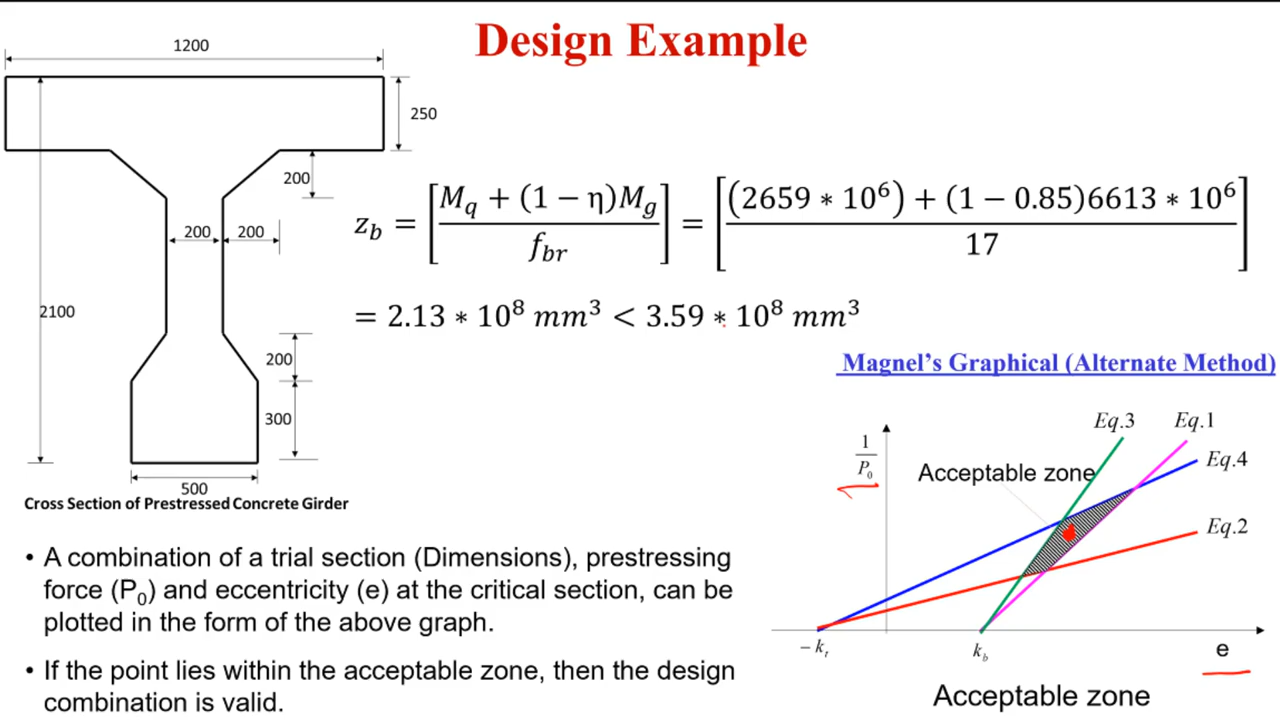 Design Example
1200
250
200
200
200
2100
200
300
500
Cross Section of Prestressed Concrete Girder
z_b = [M_q + (1 − η)M_g / f_br] = [(2659 * 10^6) + (1 − 0.85)6613 * 10^6 / 17]
= 2.13 * 10^8 mm^3 < 3.59 * 10^8 mm^3
Magnel's Graphical (Alternate Method)
Eq.3
Eq.1
1/P_0
Acceptable zone
Eq.4
Eq.2
− k_t
k_b
e
Acceptable zone
• A combination of a trial section (Dimensions), prestressing
force (P_0) and eccentricity (e) at the critical section, can be
plotted in the form of the above graph.
• If the point lies within the acceptable zone, then the design
combination is valid.